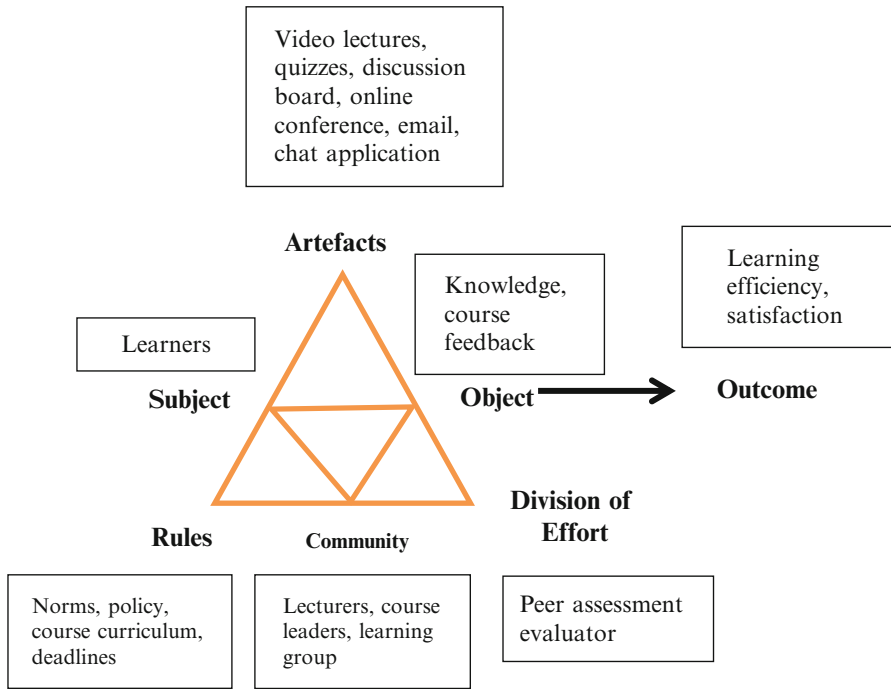 Video lectures,
quizzes, discussion
board, online
conference, email,
chat application
Artefacts
Learning
efficiency,
satisfaction
Knowledge,
course
feedback
Learners
Subject
Object
Outcome
Division of
Effort
Rules
Community
Norms, policy,
course curriculum,
deadlines
Lecturers, course
leaders, learning
group
Peer assessment
evaluator